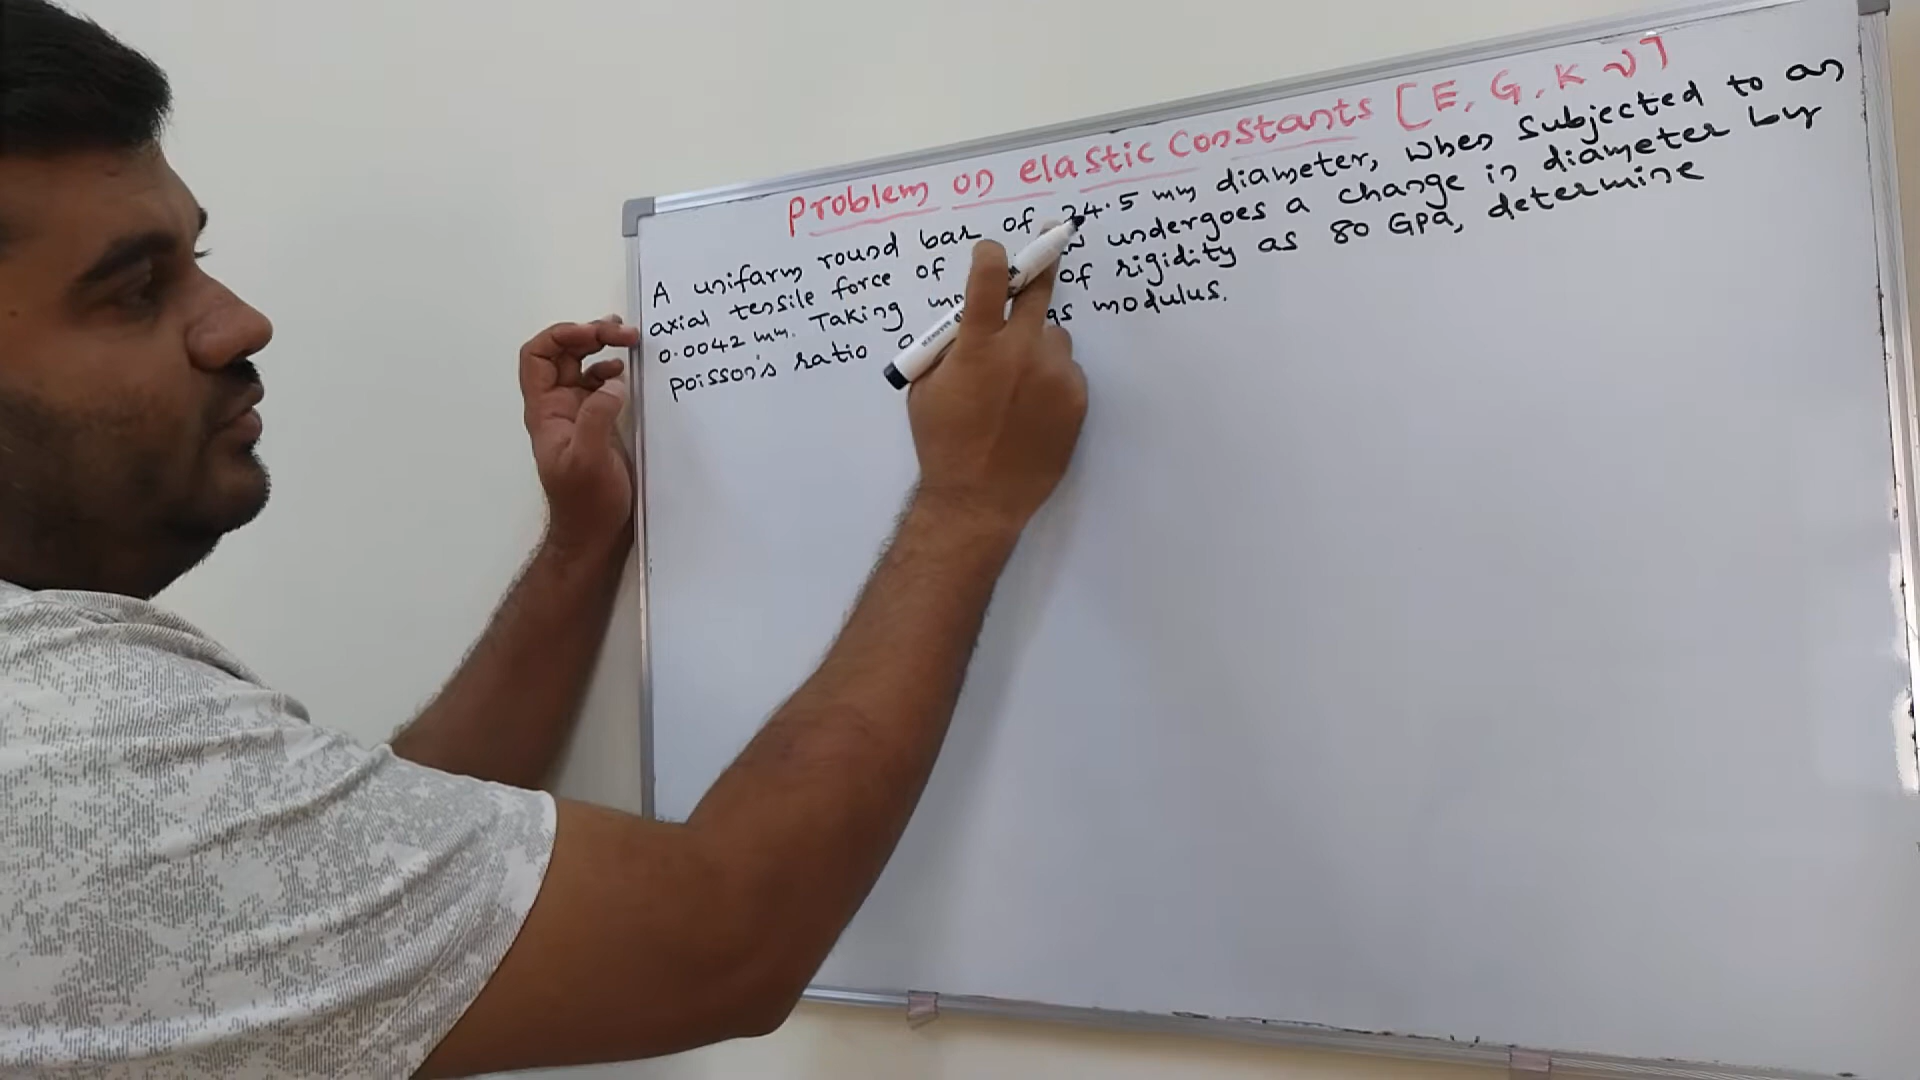 Problem on elastic constants [E, G, K ν]
A unifarm round bar of 24.5 mm diameter, when subjected to an
axial tensile force of undergoes a change in diameter by
0.0042 mm. Taking of rigidity as 80 GPa, determine
poisson's ratio modulus.